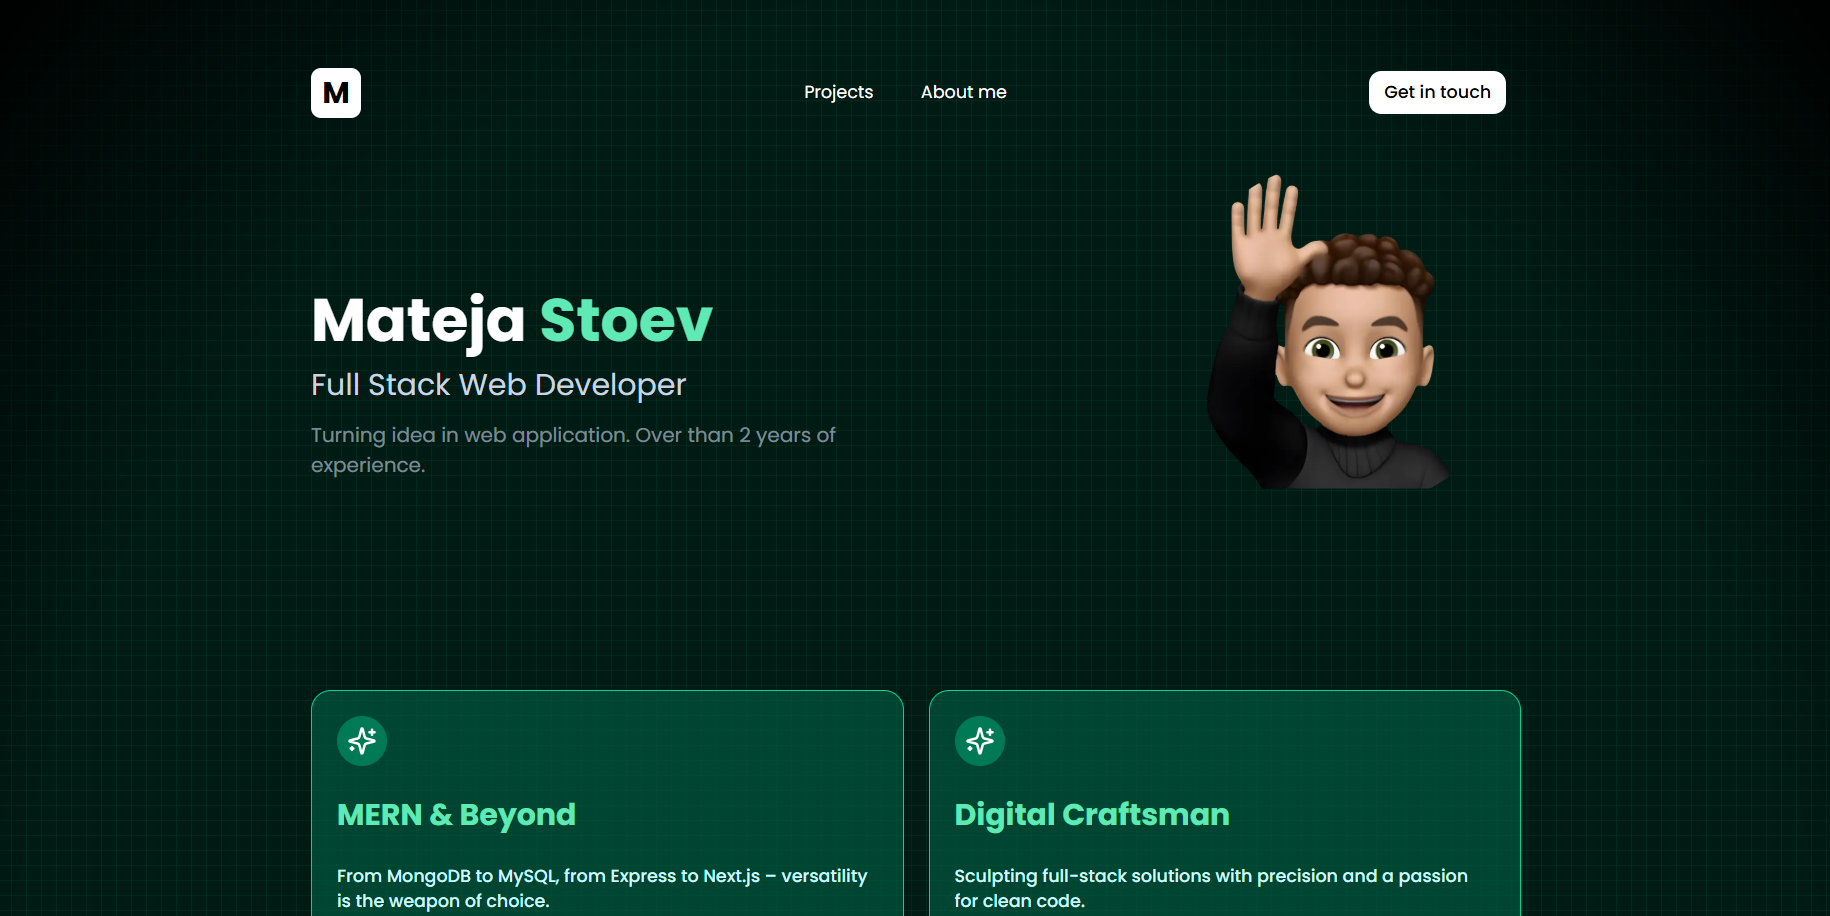 M
Projects
About me
Get in touch
Mateja Stoev
Full Stack Web Developer
Turning idea in web application. Over than 2 years of
experience.
MERN & Beyond
From MongoDB to MySQL, from Express to Next.js – versatility
is the weapon of choice.
Digital Craftsman
Sculpting full-stack solutions with precision and a passion
for clean code.